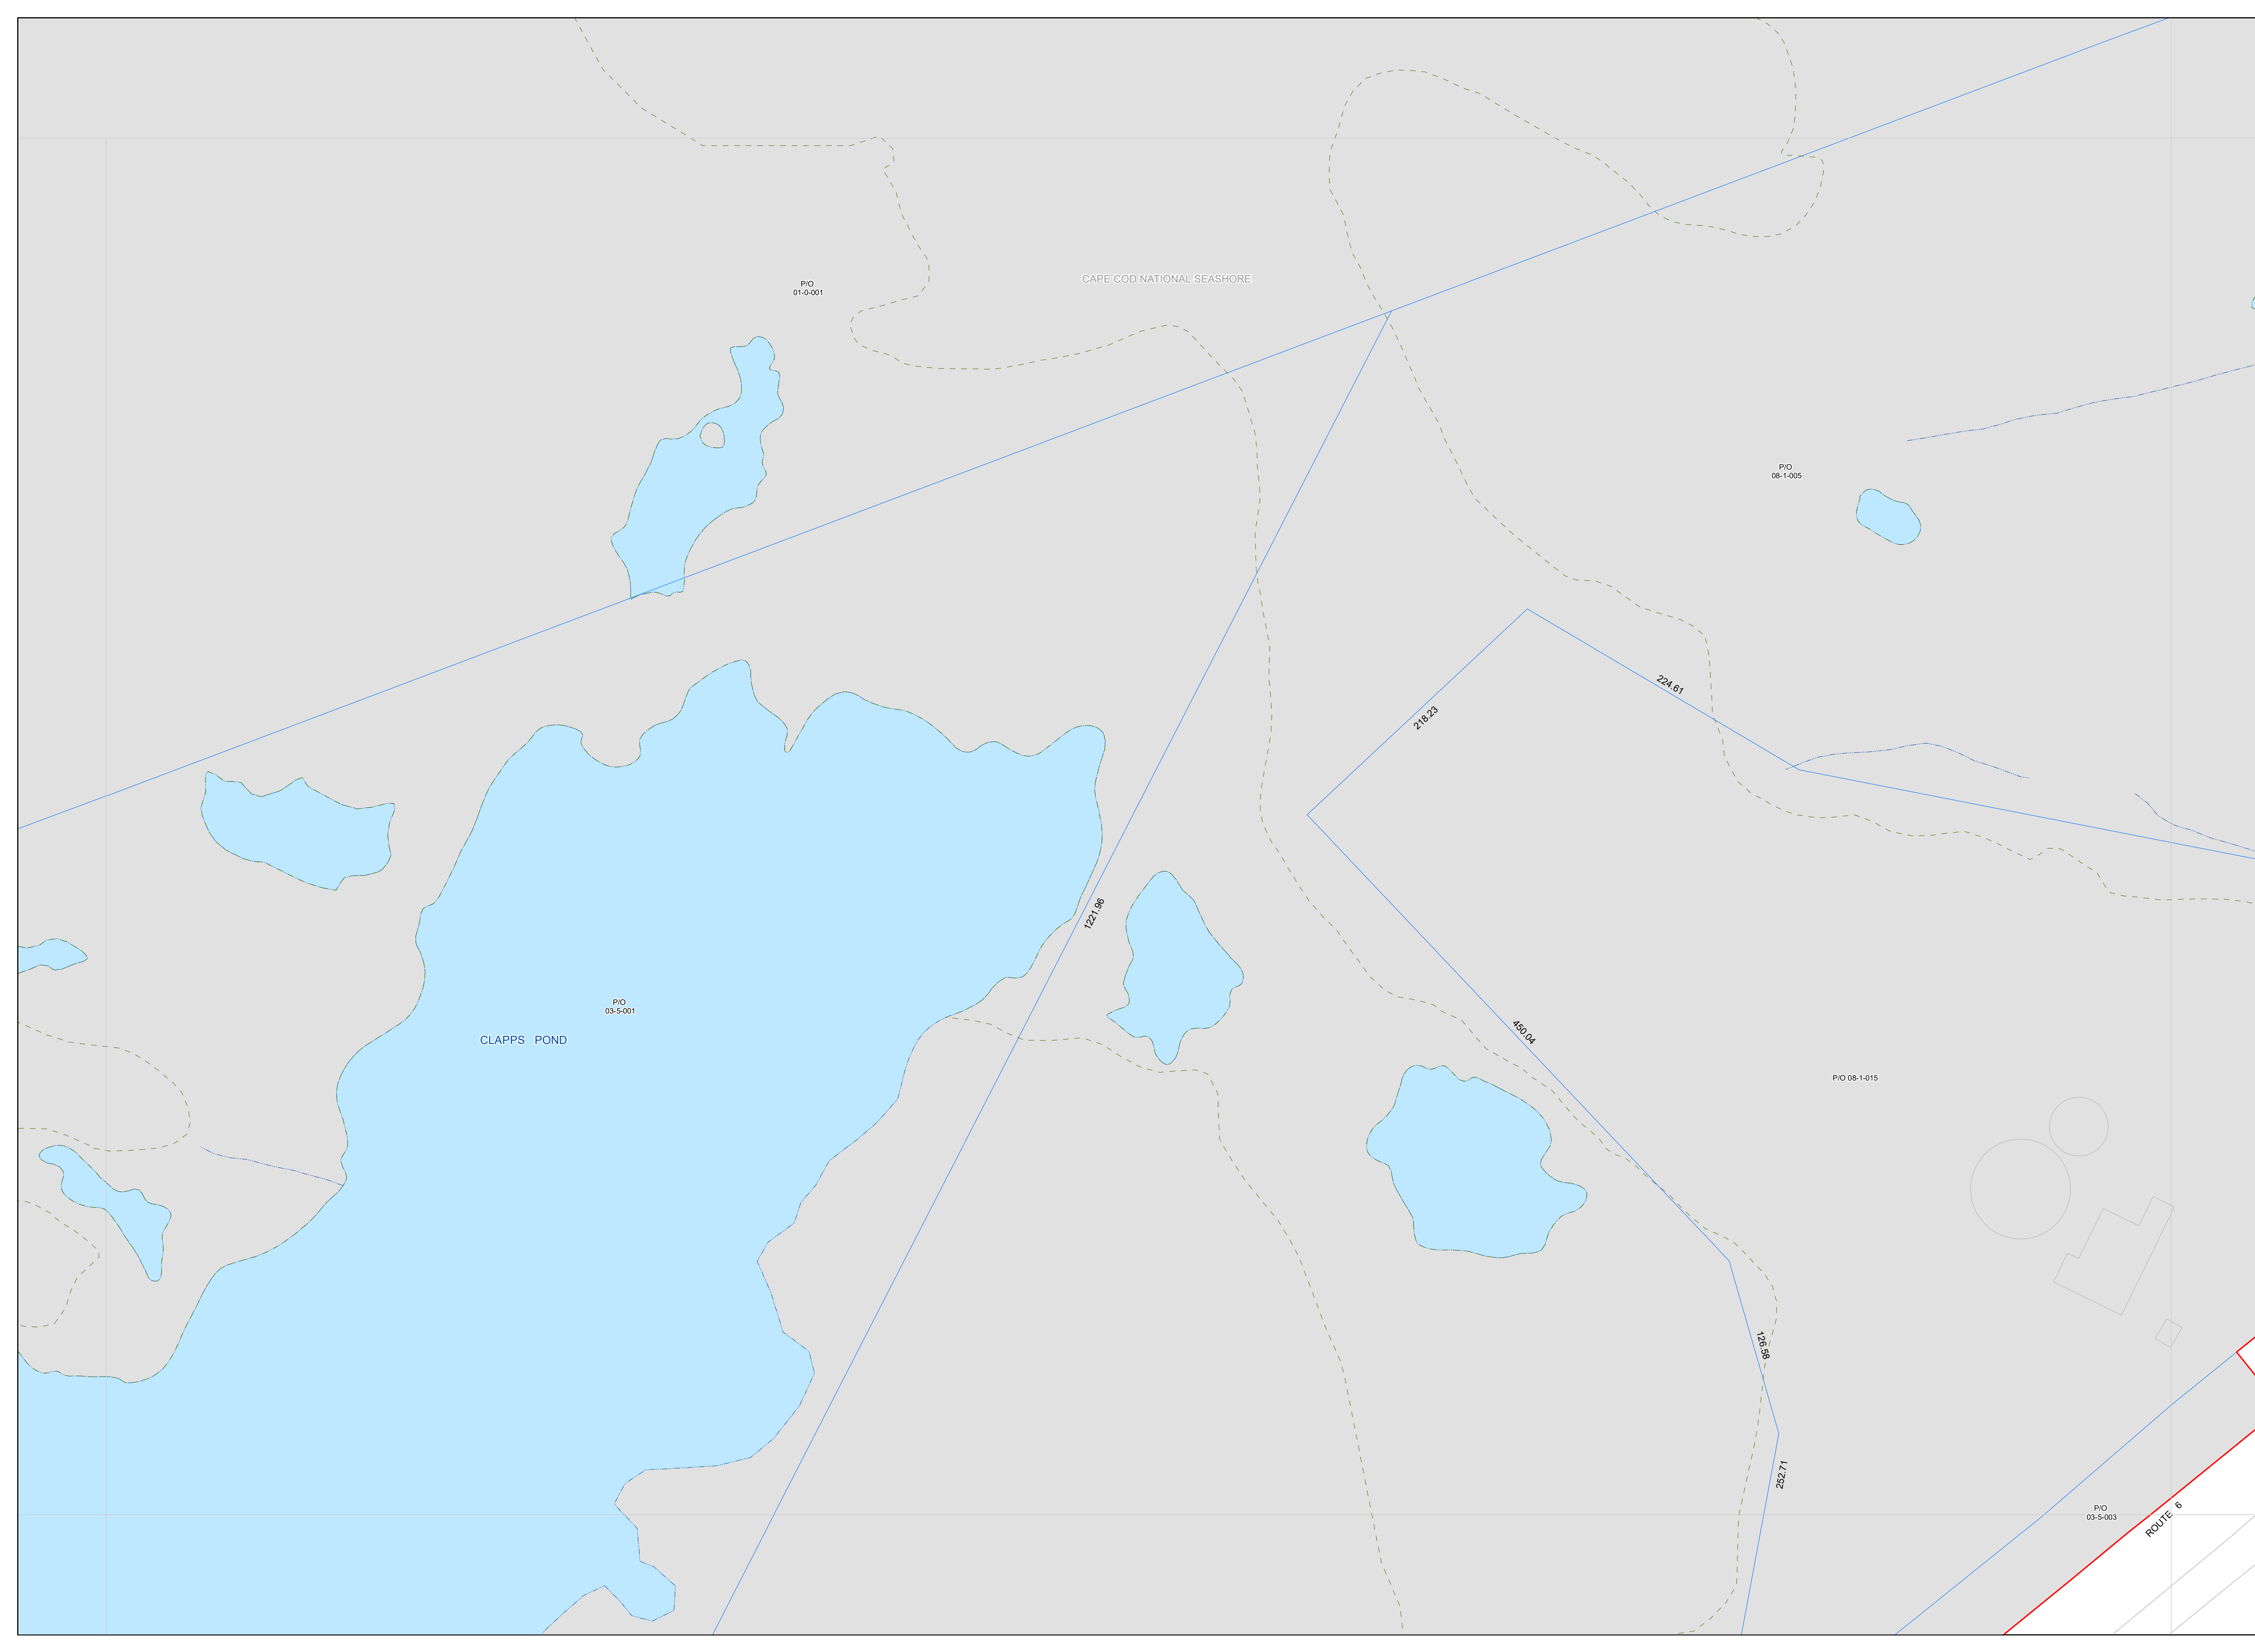 CAPE COD NATIONAL SEASHORE
P/O
01-0-001
P/O
08-1-005
224.61
218.23
1221.96
P/O
03-5-001
CLAPPS POND
450.04
P/O 08-1-015
126.58
252.71
P/O
03-5-003
ROUTE 6